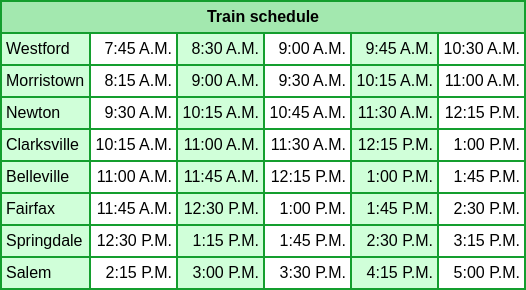 Train schedule
Westford 7:45 A.M. 8:30 A.M. 9:00 A.M. 9:45 A.M. 10:30 A.M.
Morristown 8:15 A.M. 9:00 A.M. 9:30 A.M. 10:15 A.M. 11:00 A.M.
Newton 9:30 A.M. 10:15 A.M. 10:45 A.M. 11:30 A.M. 12:15 P.M.
Clarksville 10:15 A.M. 11:00 A.M. 11:30 A.M. 12:15 P.M. 1:00 P.M.
Belleville 11:00 A.M. 11:45 A.M. 12:15 P.M. 1:00 P.M. 1:45 P.M.
Fairfax 11:45 A.M. 12:30 P.M. 1:00 P.M. 1:45 P.M. 2:30 P.M.
Springdale 12:30 P.M. 1:15 P.M. 1:45 P.M. 2:30 P.M. 3:15 P.M.
Salem 2:15 P.M. 3:00 P.M. 3:30 P.M. 4:15 P.M. 5:00 P.M.